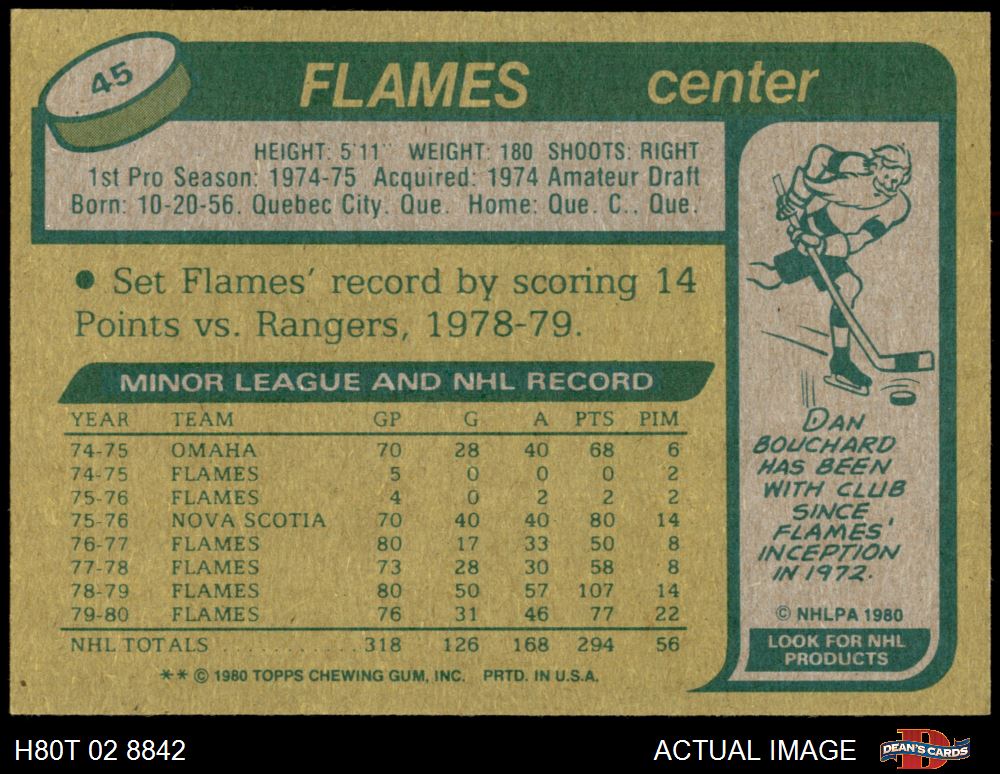 45
FLAMES center
HEIGHT: 5'11" WEIGHT: 180 SHOOTS: RIGHT
1st Pro Season: 1974-75 Acquired: 1974 Amateur Draft
Born: 10-20-56. Quebec City. Que. Home: Que. C., Que.
● Set Flames' record by scoring 14
Points vs. Rangers, 1978-79.
MINOR LEAGUE AND NHL RECORD
YEAR TEAM GP G A PTS PIM
74-75 OMAHA 70 28 40 68 6
74-75 FLAMES 5 0 0 0 2
75-76 FLAMES 4 0 2 2 2
75-76 NOVA SCOTIA 70 40 40 80 14
76-77 FLAMES 80 17 33 50 8
77-78 FLAMES 73 28 30 58 8
78-79 FLAMES 80 50 57 107 14
79-80 FLAMES 76 31 46 77 22
NHL TOTALS ............318 126 168 294 56
** © 1980 TOPPS CHEWING GUM, INC. PRTD. IN U.S.A.
DAN
BOUCHARD
HAS BEEN
WITH CLUB
SINCE
FLAMES'
INCEPTION
IN 1972.
© NHLPA 1980
LOOK FOR NHL
PRODUCTS
H80T 02 8842 ACTUAL IMAGE
D
DEAN'S CARDS